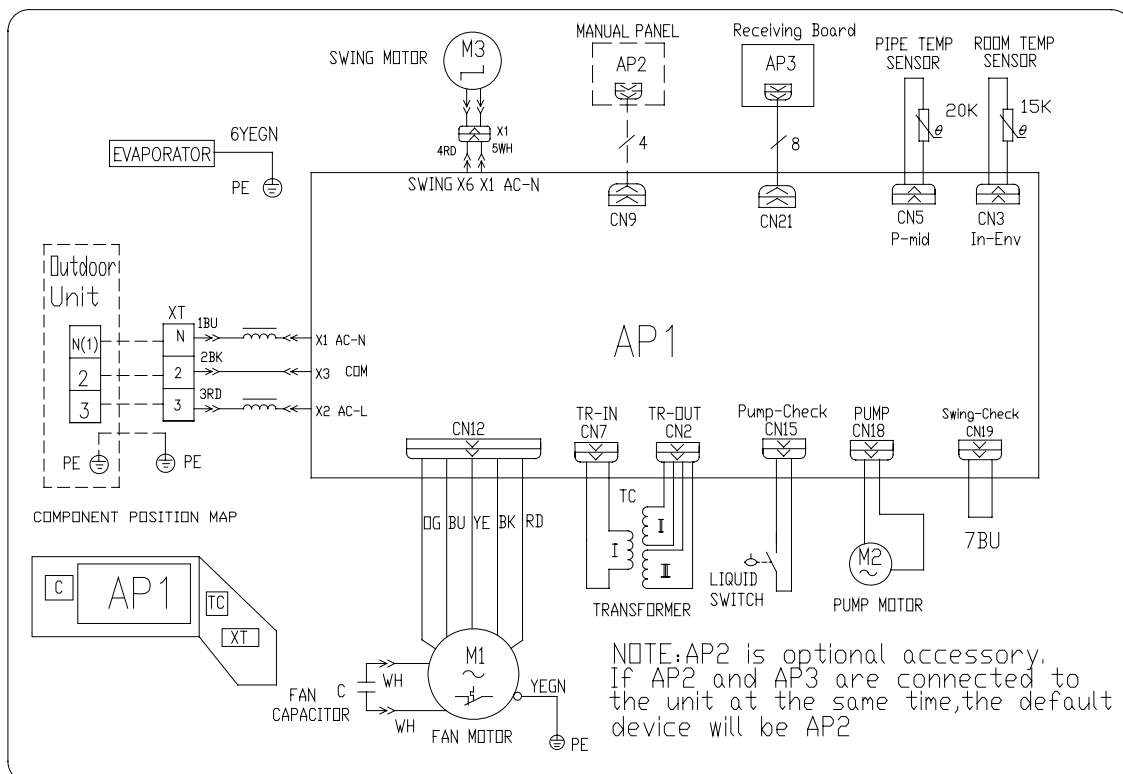 SWING MOTOR
M3
MANUAL PANEL
AP2
Receiving Board
AP3
PIPE TEMP
SENSOR
ROOM TEMP
SENSOR
20K
θ
15K
θ
X1
4RD
5WH
4
8
6YEGN
EVAPORATOR
PE
SWING X6 X1 AC-N
CN9
CN21
CN5
P-mid
CN3
In-Env
Outdoor
Unit
XT
N(1)
N
1BU
X1 AC-N
2
2
2BK
X3 COM
3
3
3RD
X2 AC-L
PE
PE
AP1
CN12
TR-IN
CN7
TR-OUT
CN2
Pump-Check
CN15
PUMP
CN18
Swing-Check
CN19
OG
BU
YE
BK
RD
TC
I
I
II
TRANSFORMER
LIQUID
SWITCH
M2
PUMP MOTOR
7BU
COMPONENT POSITION MAP
C
AP1
TC
XT
M1
FAN
CAPACITOR
C
WH
WH
FAN MOTOR
YEGN
PE
NOTE:AP2 is optional accessory.
If AP2 and AP3 are connected to
the unit at the same time,the default
device will be AP2